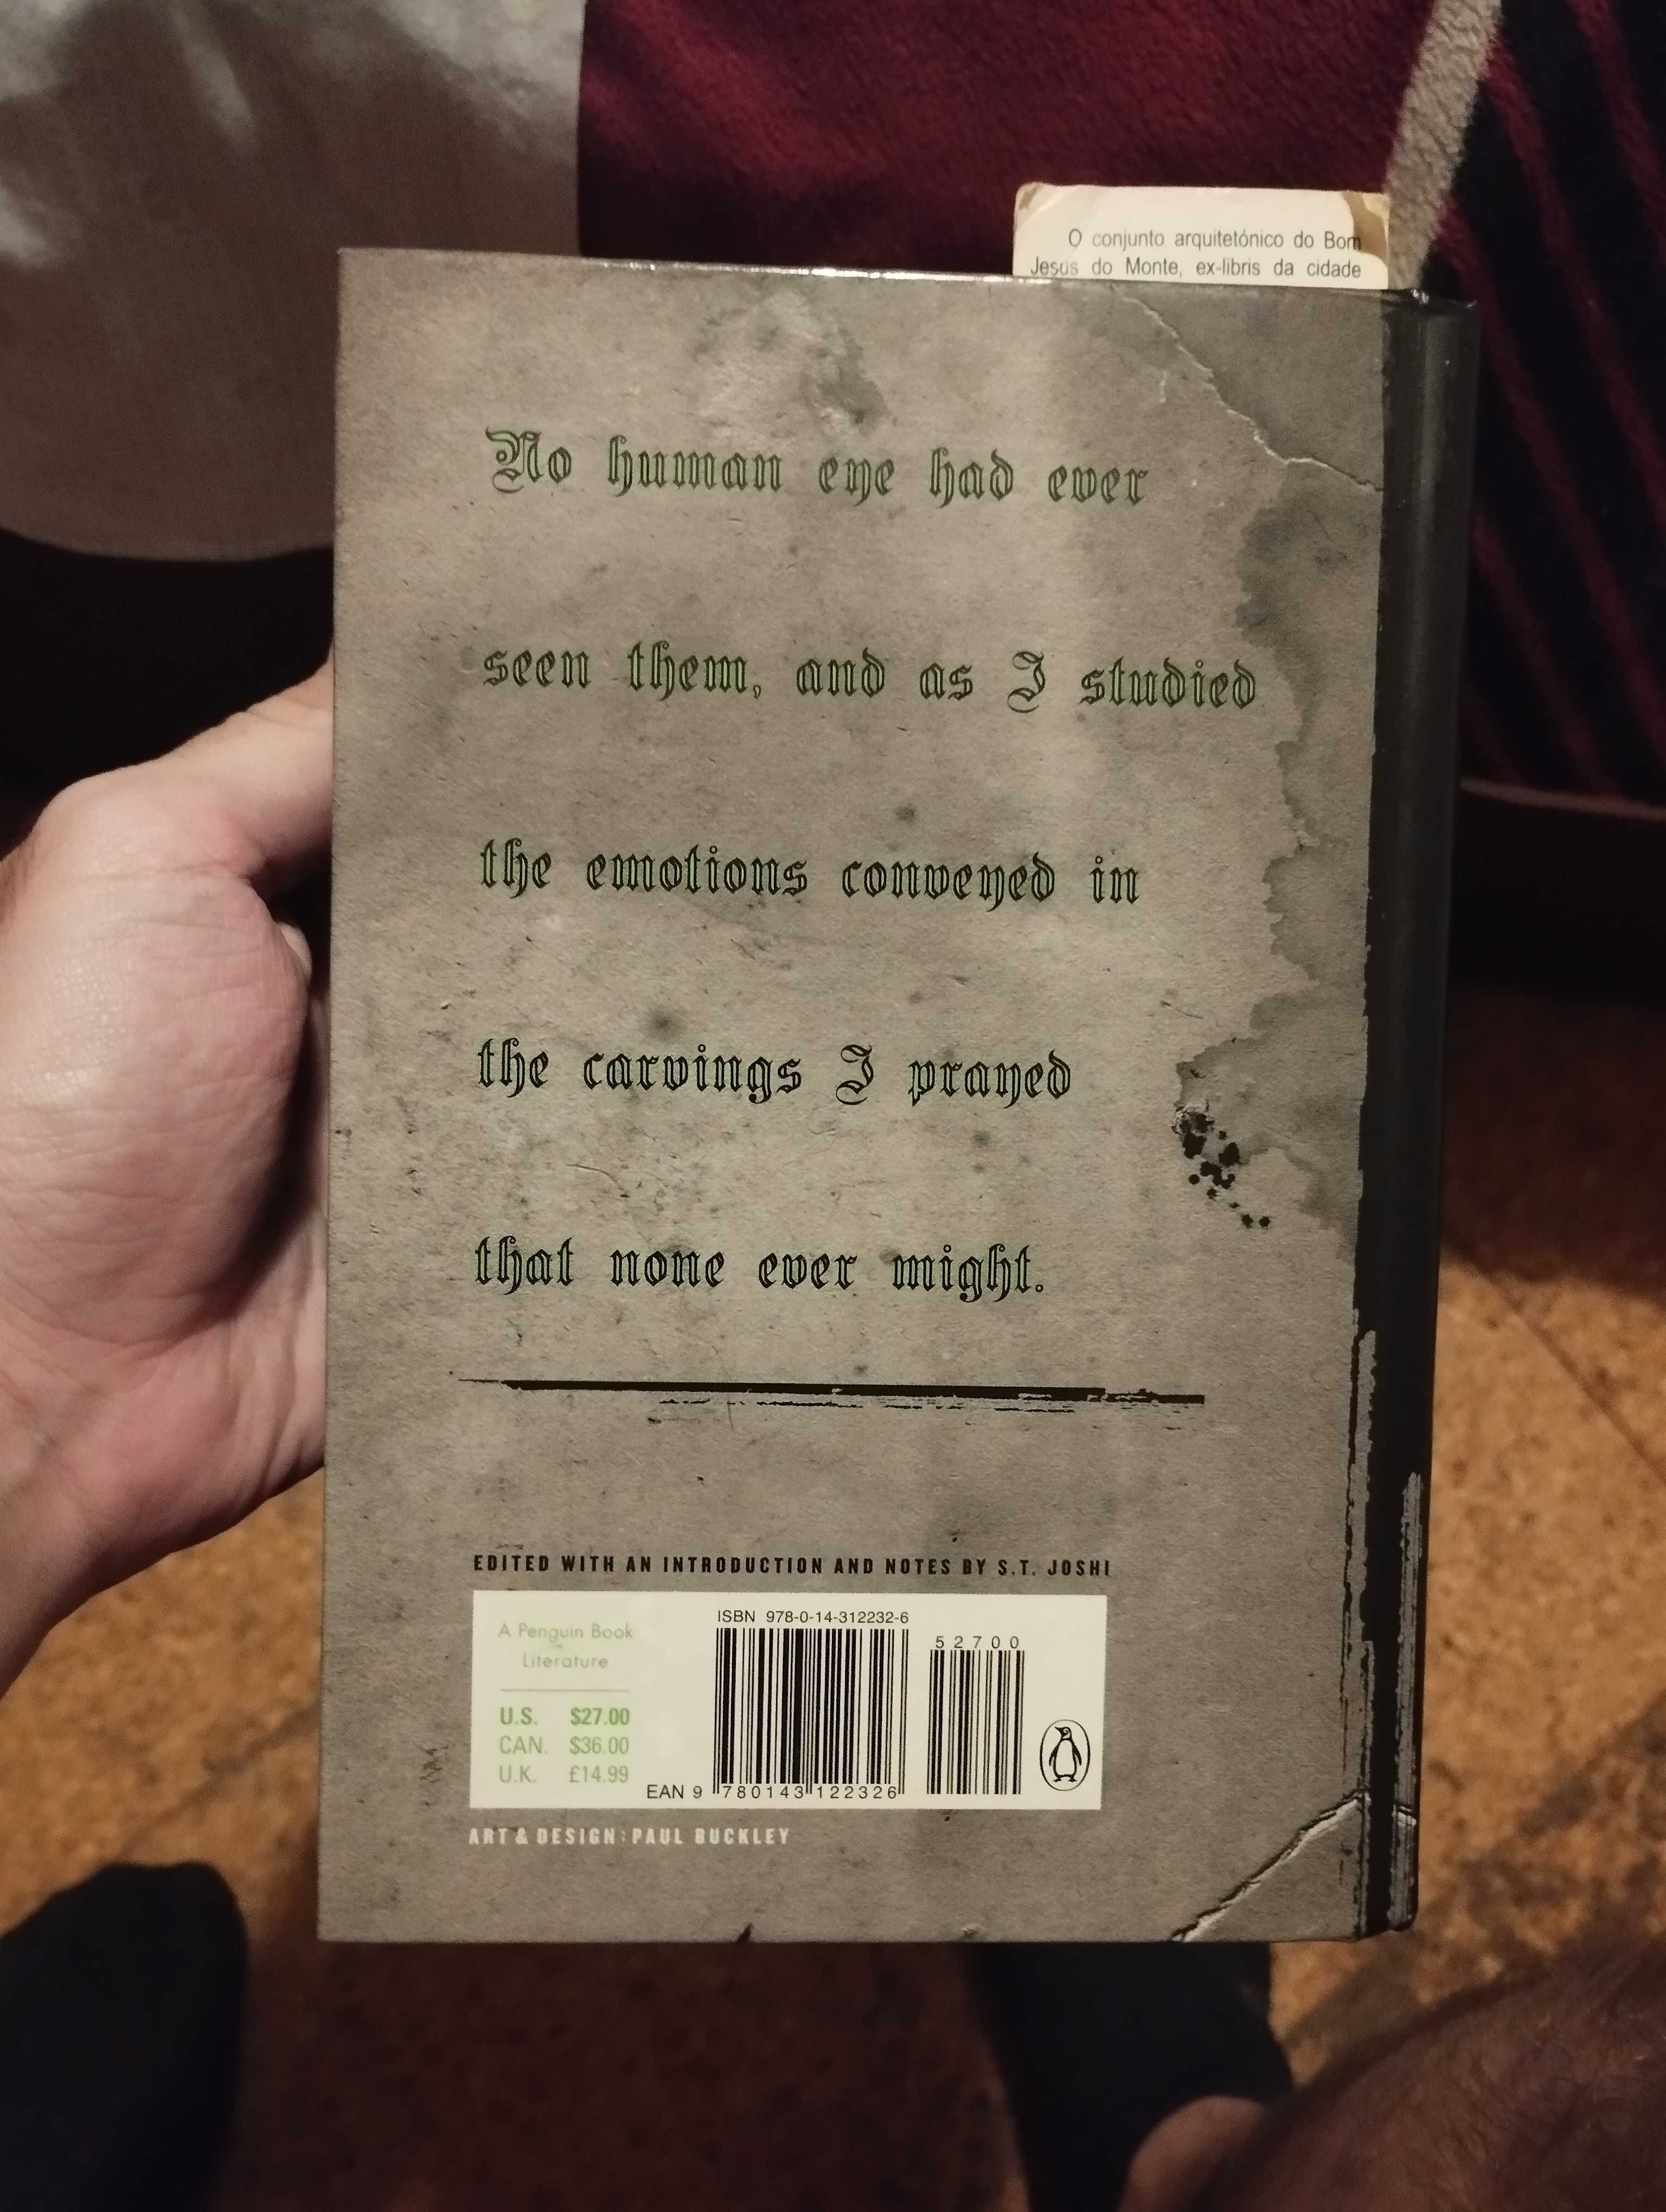 O conjunto arquitetónico do Bom
Jesus do Monte, ex-libris da cidade
No human eye had ever
seen them, and as I studied
the emotions conveyed in
the carvings I prayed
that none ever might.
EDITED WITH AN INTRODUCTION AND NOTES BY S.T. JOSHI
A Penguin Book
Literature
U.S. $27.00
CAN. $36.00
U.K. £14.99
ISBN 978-0-14-312232-6
52700
EAN 9 780143 122326
ART & DESIGN: PAUL BUCKLEY